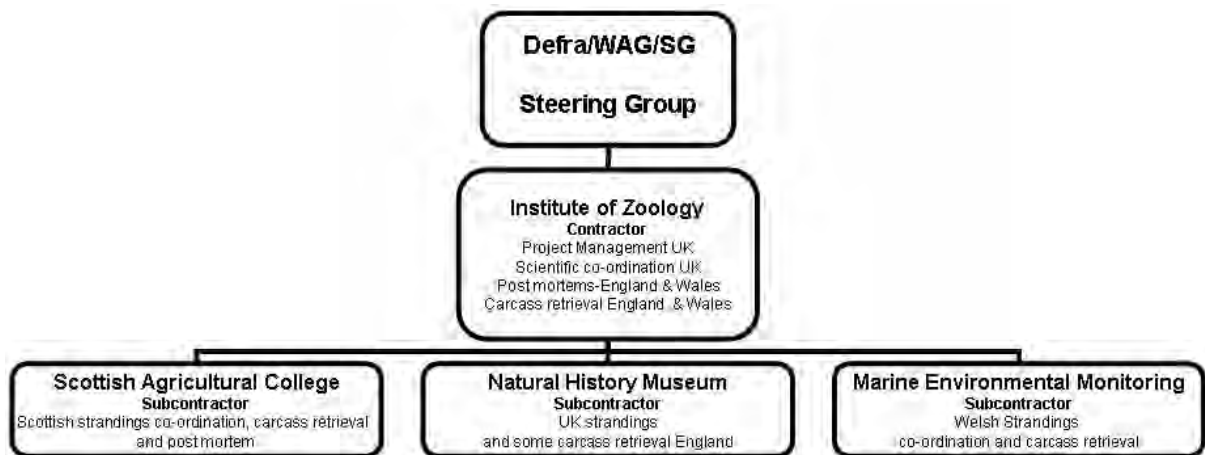 Defra/WAG/SG
Steering Group
Institute of Zoology
Contractor
Project Management UK
Scientific co-ordination UK
Post mortems-England & Wales
Carcass retrieval England & Wales
Scottish Agricultural College
Subcontractor
Scottish strandings co-ordination, carcass retrieval
and post mortem
Natural History Museum
Subcontractor
UK strandings
and some carcass retrieval England
Marine Environmental Monitoring
Subcontractor
Welsh Strandings
co-ordination and carcass retrieval